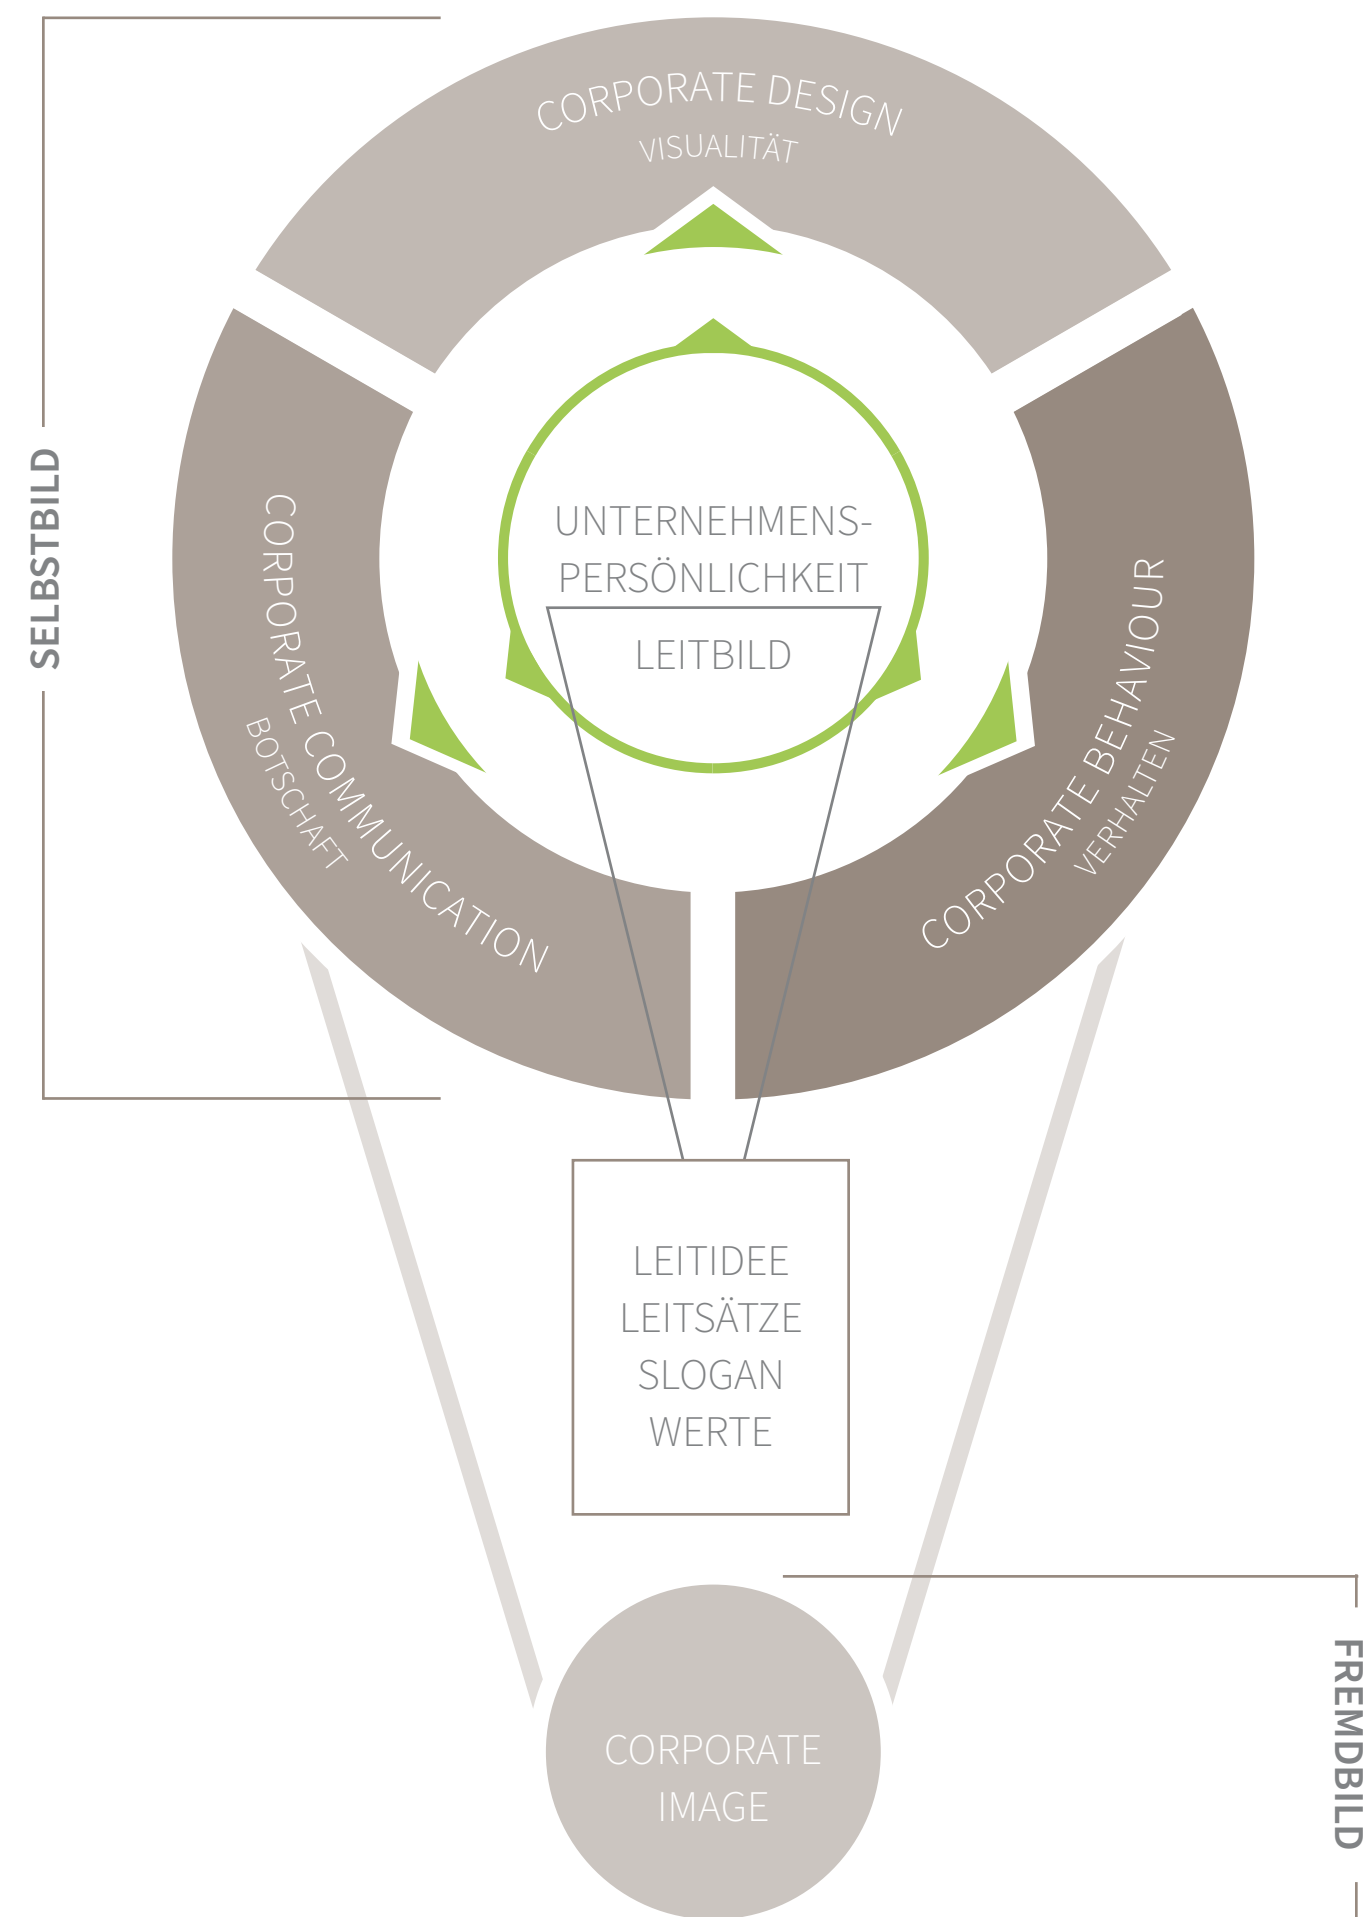 CORPORATE DESIGN
VISUALITÄT
SELBSTBILD
UNTERNEHMENS-
PERSÖNLICHKEIT
LEITBILD
CORPORATE COMMUNICATION
BOTSCHAFT
CORPORATE BEHAVIOUR
VERHALTEN
LEITIDEE
LEITSÄTZE
SLOGAN
WERTE
FREMDBILD
CORPORATE
IMAGE